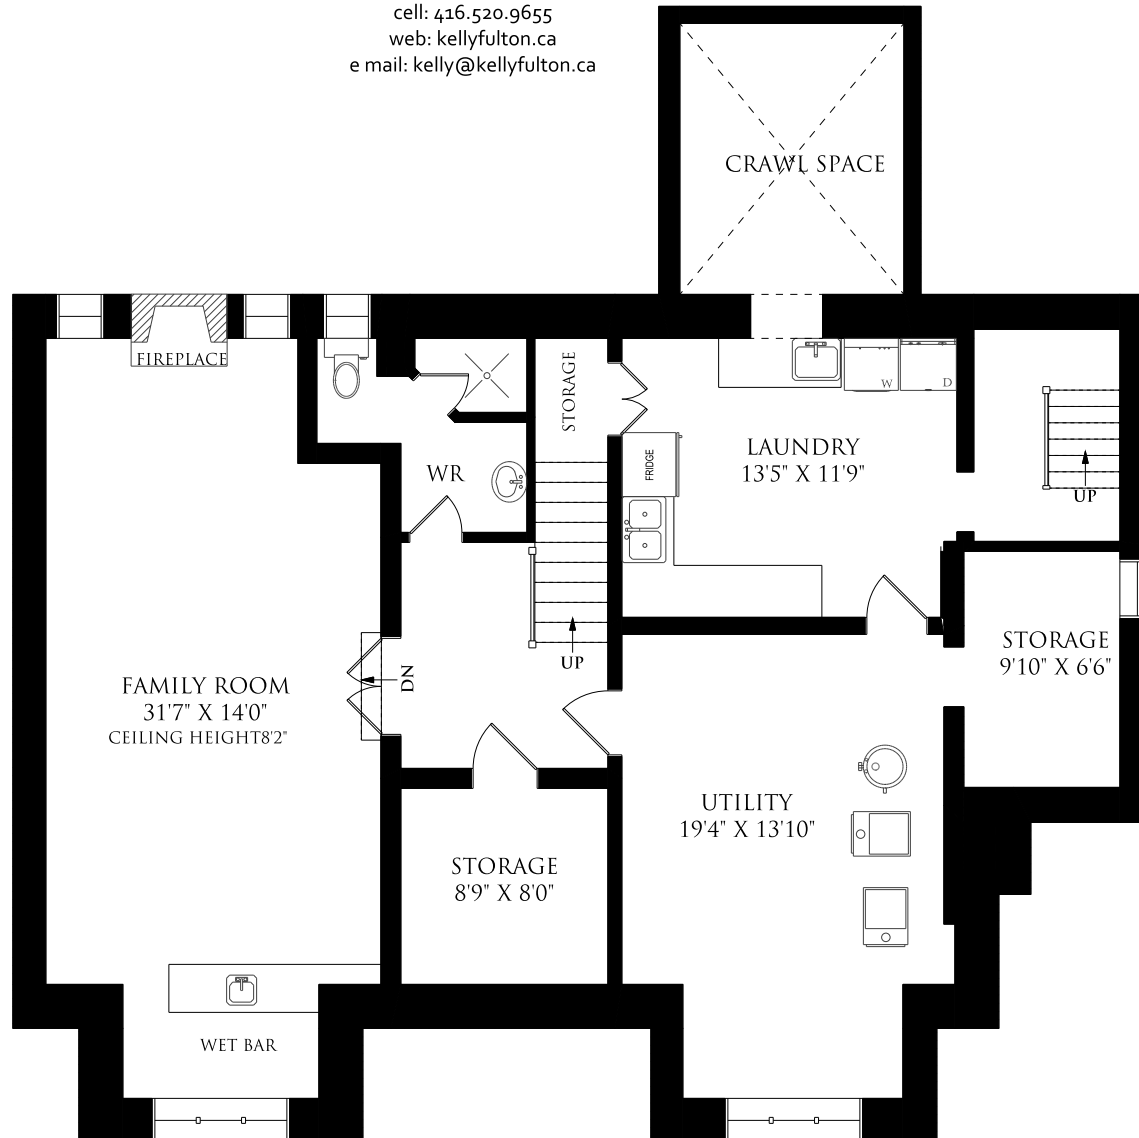 cell: 416.520.9655
web: kellyfulton.ca
e mail: kelly@kellyfulton.ca
CRAWL SPACE
FIREPLACE
STORAGE
W
D
LAUNDRY
13'5" X 11'9"
FRIDGE
WR
UP
UP
DN
STORAGE
9'10" X 6'6"
FAMILY ROOM
31'7" X 14'0"
CEILING HEIGHT8'2"
UTILITY
19'4" X 13'10"
STORAGE
8'9" X 8'0"
WET BAR